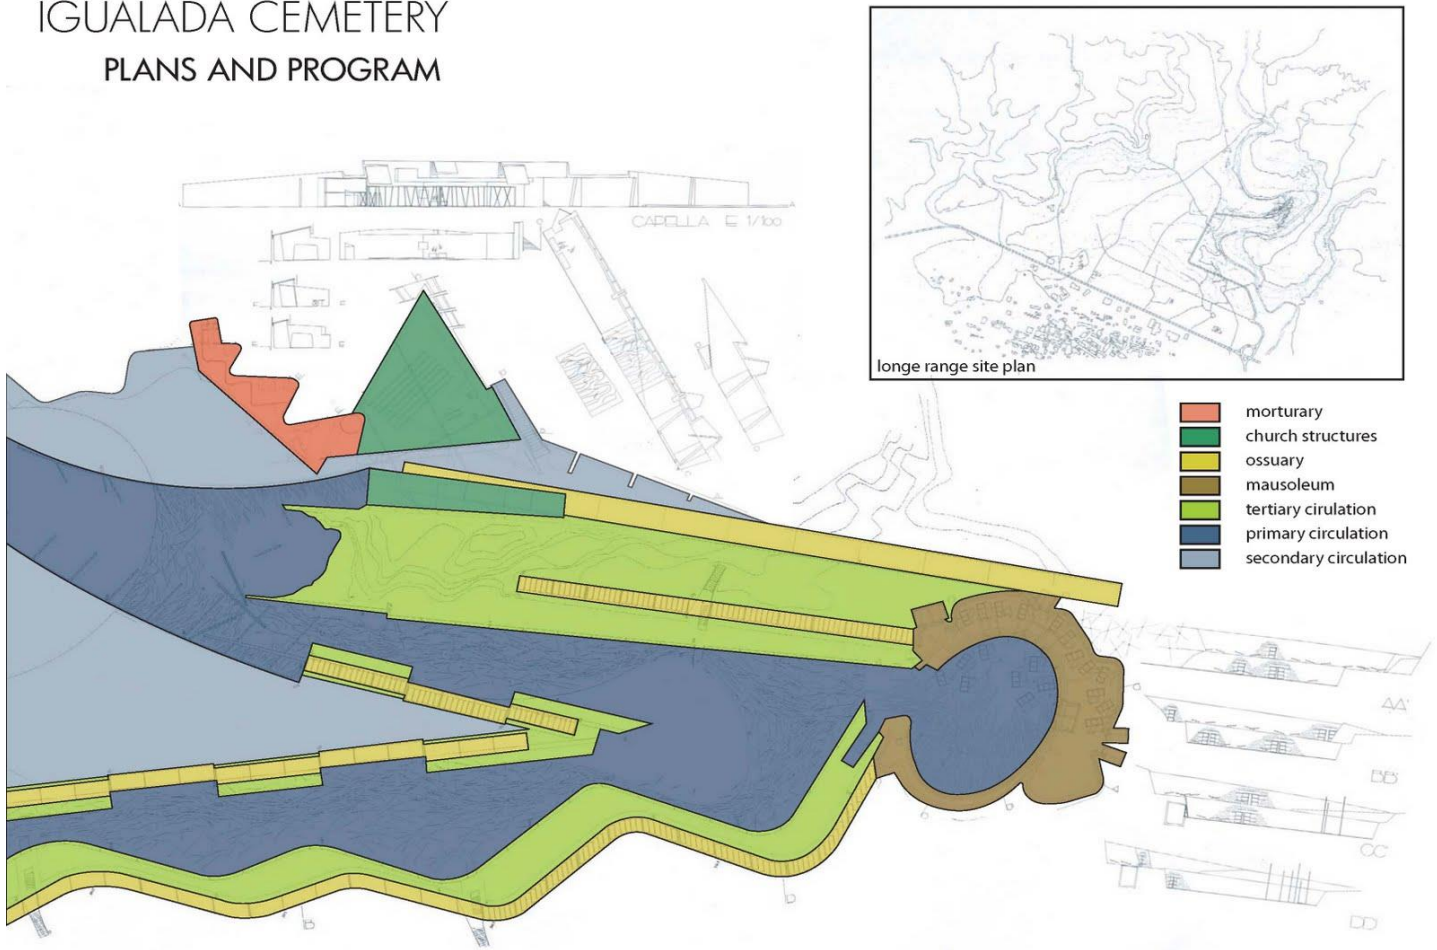 IGUALADA CEMETERY
PLANS AND PROGRAM
CAPELLA E 1/100
longe range site plan
morturary
church structures
ossuary
mausoleum
tertiary cirulation
primary circulation
secondary circulation
AA'
BB'
CC'
DD